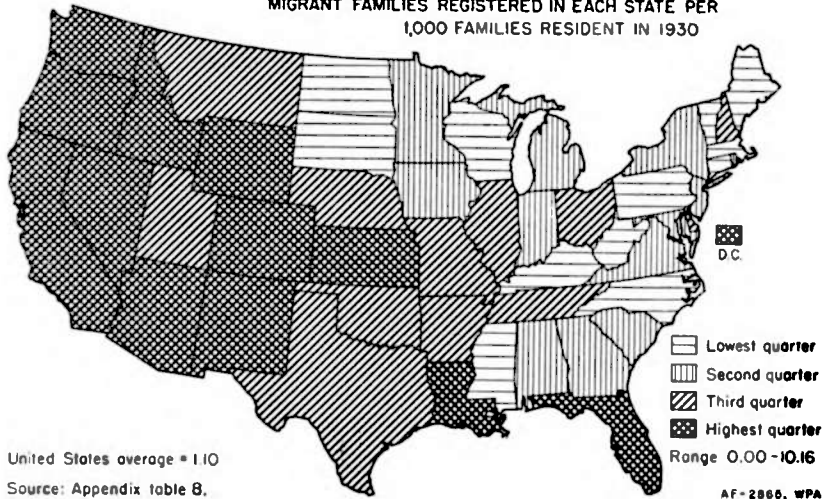 MIGRANT FAMILIES REGISTERED IN EACH STATE PER
1,000 FAMILIES RESIDENT IN 1930
D.C.
Lowest quarter
Second quarter
Third quarter
Highest quarter
Range 0.00-10.16
United States average = 1.10
Source: Appendix table 8.
AF-2865, WPA